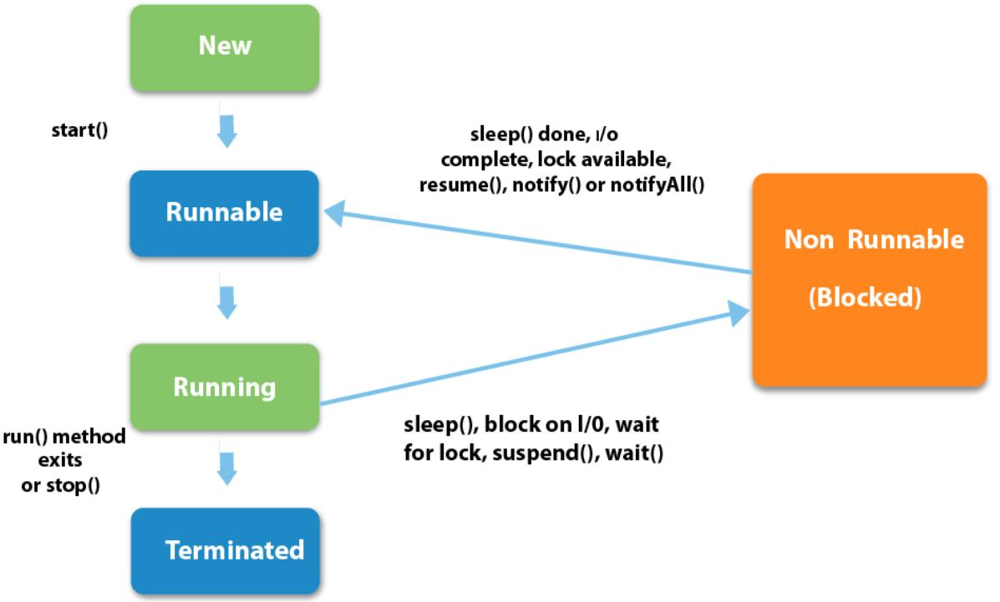 New
start()
sleep() done, ı/o
complete, lock available,
resume(), notify() or notifyAll()
Runnable
Non Runnable
(Blocked)
Running
sleep(), block on l/0, wait
for lock, suspend(), wait()
run() method
exits
or stop()
Terminated